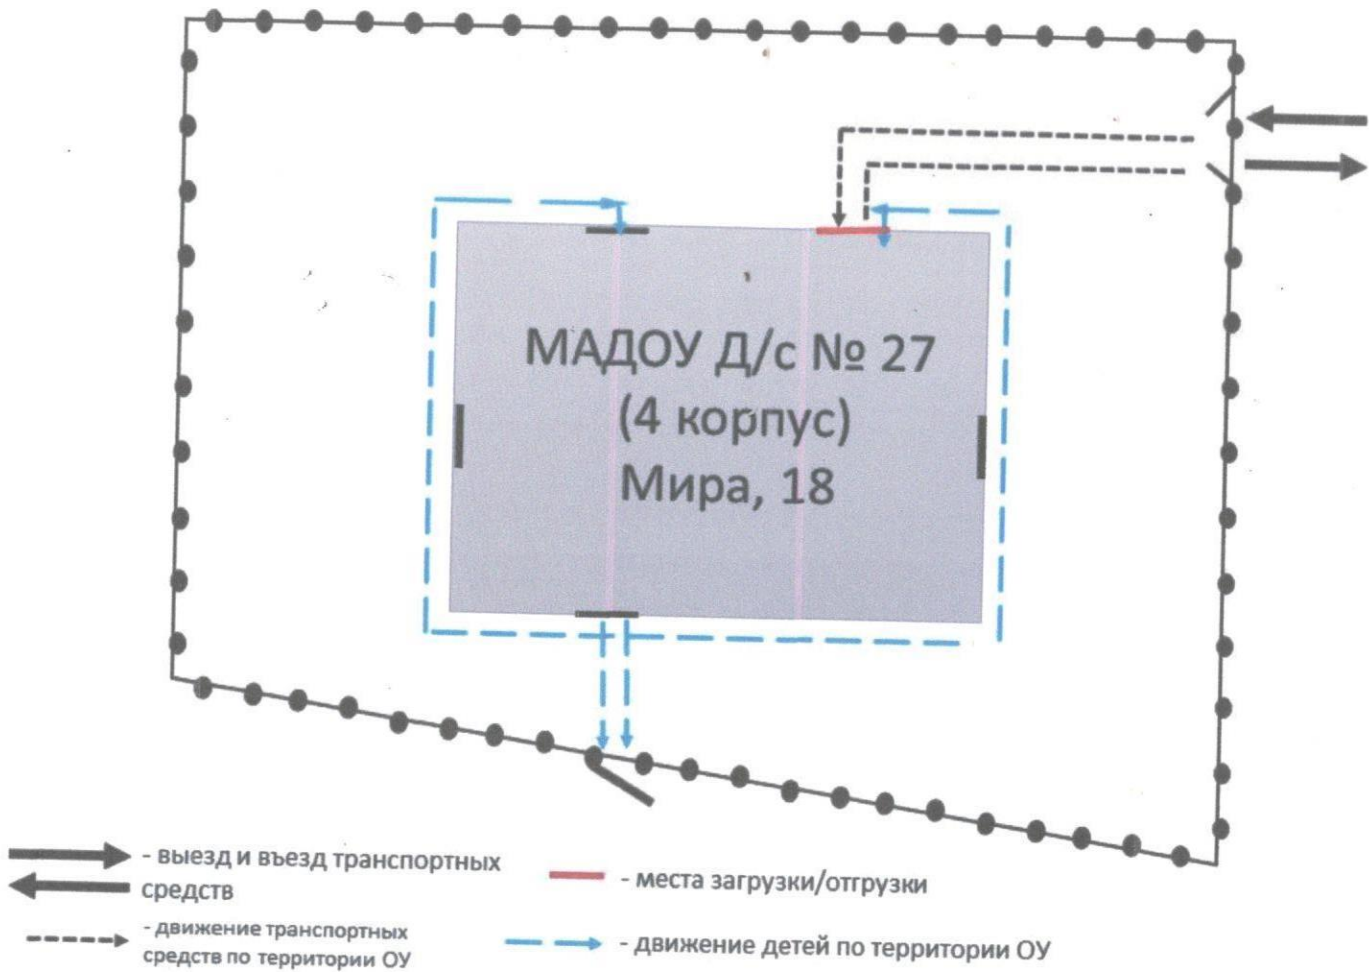 МАДОУ Д/с № 27
(4 корпус)
Мира, 18
- выезд и въезд транспортных
средств
- места загрузки/отгрузки
- движение транспортных
средств по территории ОУ
- движение детей по территории ОУ